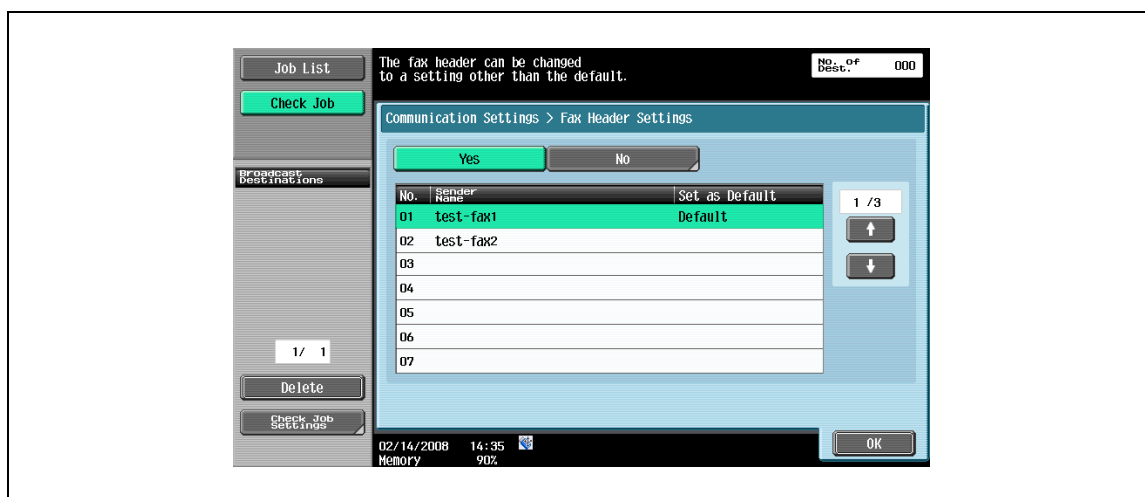 Job List
Check Job
Broadcast
Destinations
1/ 1
Delete
Check Job
Settings
The fax header can be changed
to a setting other than the default.
No. of
Dest. 000
Communication Settings > Fax Header Settings
Yes No
No. Sender
Name Set as Default
01 test-fax1 Default
02 test-fax2
03
04
05
06
07
1 /3
02/14/2008 14:35
Memory 90%
OK